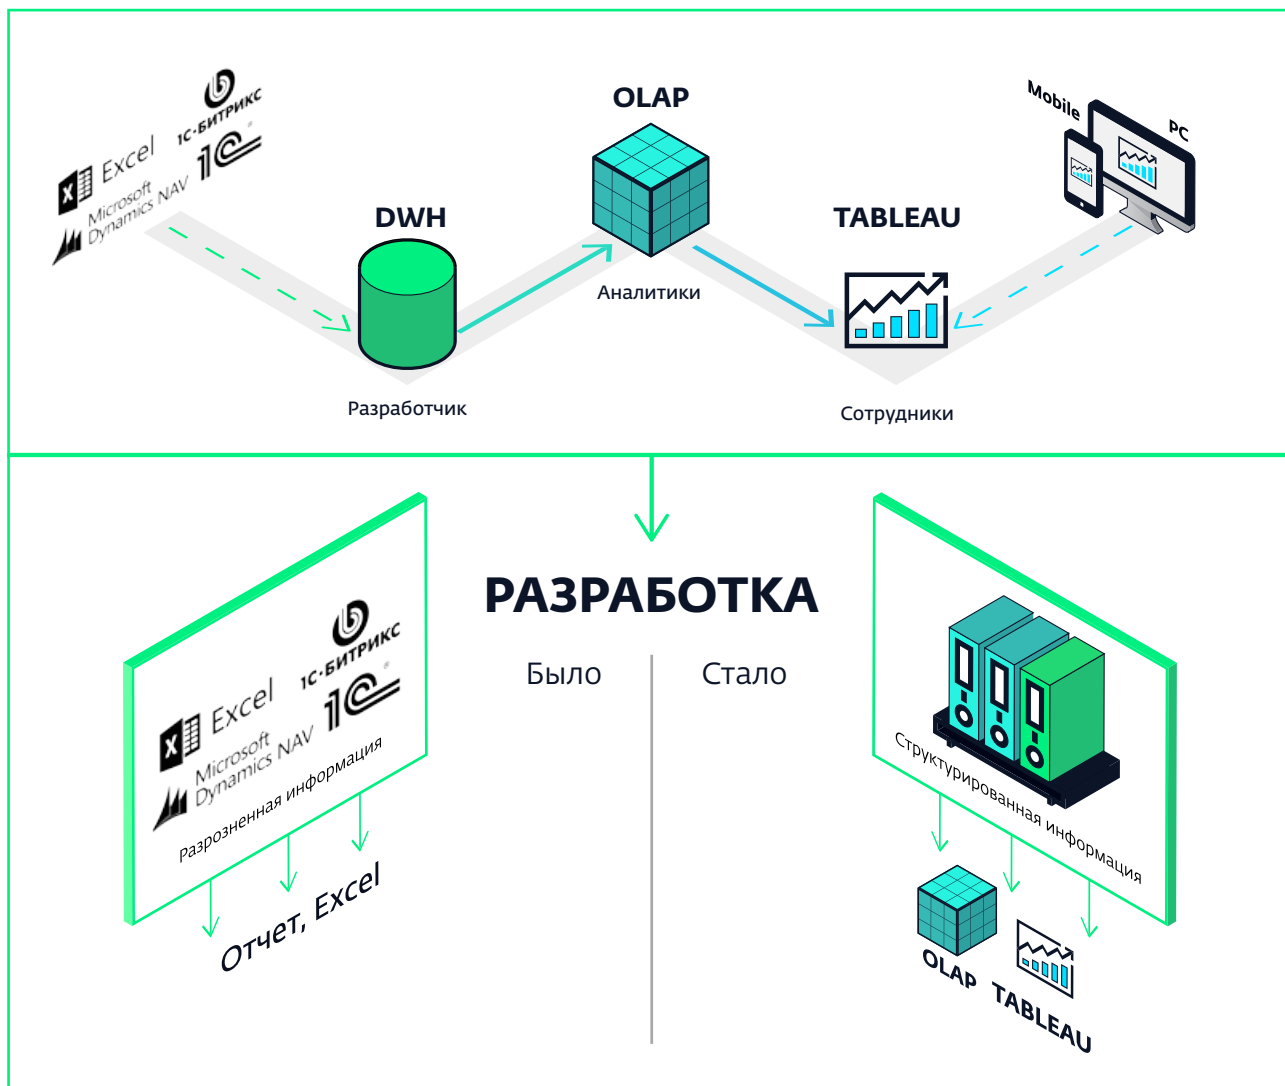 1С-БИТРИКС
Excel
1С
®
Microsoft
Dynamics NAV
DWH
Разработчик
OLAP
Аналитики
TABLEAU
Сотрудники
Mobile
PC
РАЗРАБОТКА
Было
Стало
1С-БИТРИКС
Excel
1С
®
Microsoft
Dynamics NAV
Разрозненная информация
Отчет, Excel
Структурированная информация
OLAP
TABLEAU